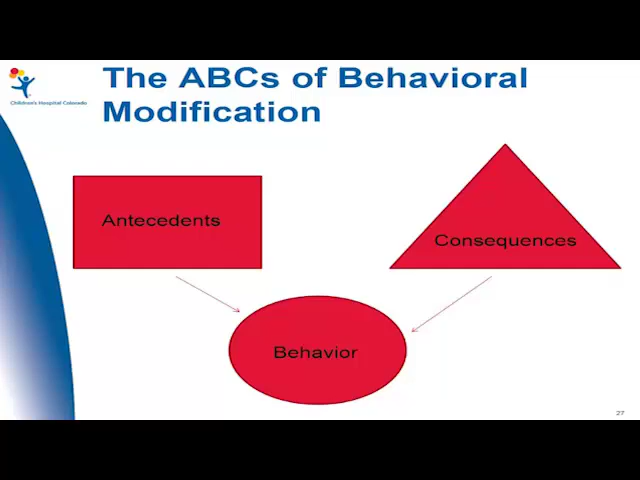 The ABCs of Behavioral
Modification
Children's Hospital Colorado
Antecedents
Consequences
Behavior
27